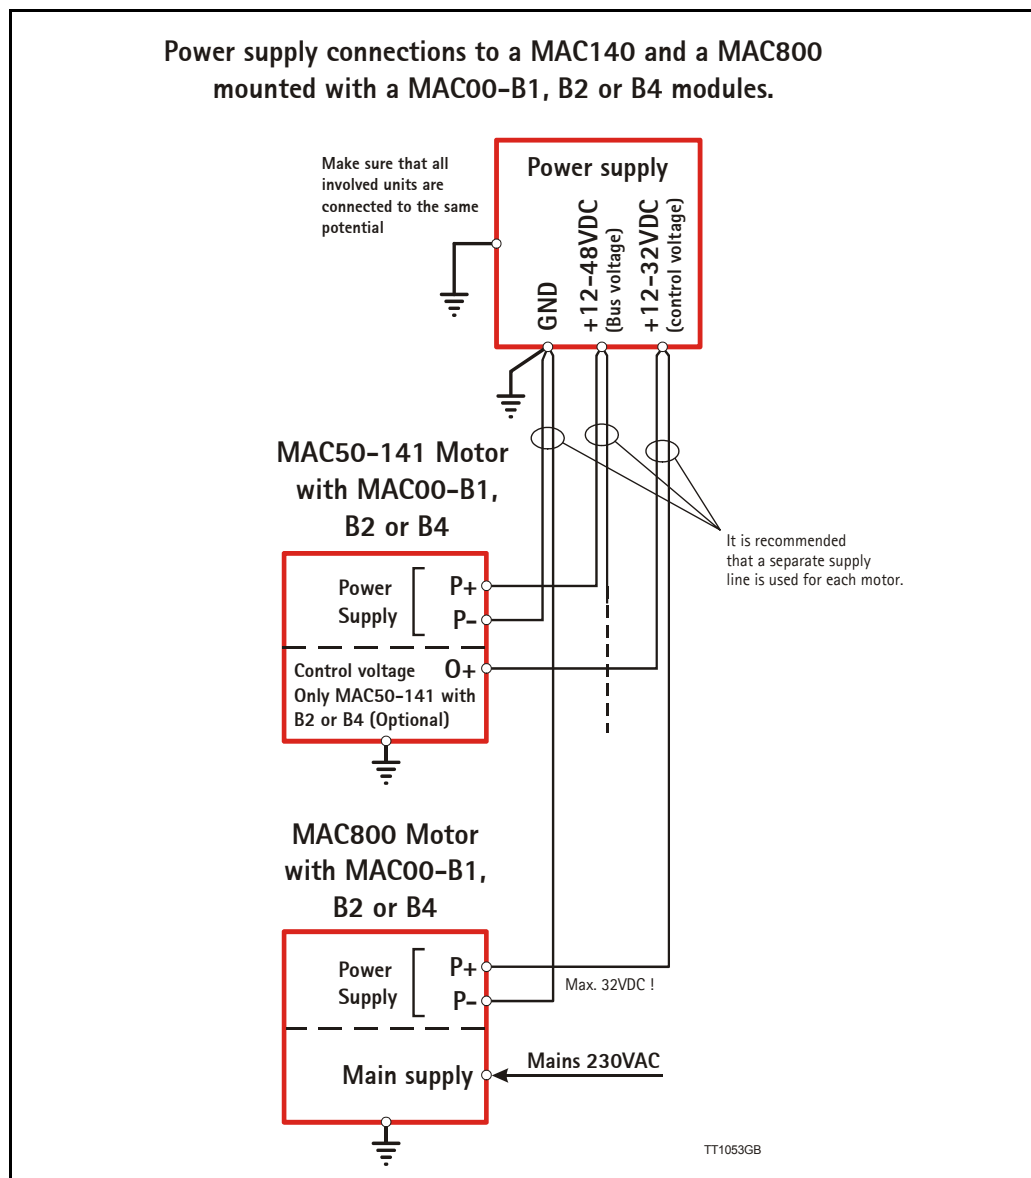 Power supply connections to a MAC140 and a MAC800
mounted with a MAC00-B1, B2 or B4 modules.
Make sure that all
involved units are
connected to the same
potential
Power supply
GND
+12-48VDC
(Bus voltage)
+12-32VDC
(control voltage)
MAC50-141 Motor
with MAC00-B1,
B2 or B4
It is recommended
that a separate supply
line is used for each motor.
Power
Supply
P+
P-
Control voltage O+
Only MAC50-141 with
B2 or B4 (Optional)
MAC800 Motor
with MAC00-B1,
B2 or B4
Power
Supply
P+
P-
Max. 32VDC !
Main supply
Mains 230VAC
TT1053GB